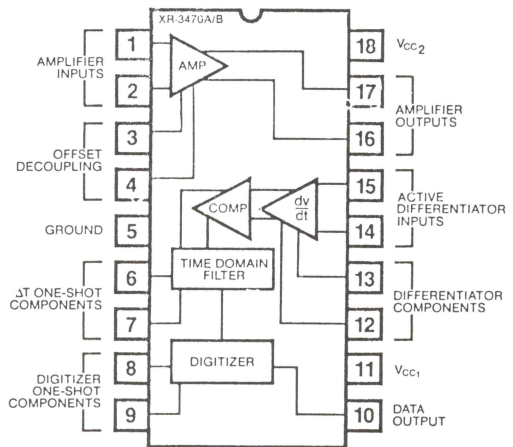 XR-3470A/B
1
2
3
4
5
6
7
8
9
AMPLIFIER
INPUTS
OFFSET
DECOUPLING
GROUND
ΔT ONE-SHOT
COMPONENTS
DIGITIZER
ONE-SHOT
COMPONENTS
AMP
COMP
dv
dt
TIME DOMAIN
FILTER
DIGITIZER
18
17
16
15
14
13
12
11
10
VCC2
AMPLIFIER
OUTPUTS
ACTIVE
DIFFERENTIATOR
INPUTS
DIFFERENTIATOR
COMPONENTS
VCC1
DATA
OUTPUT